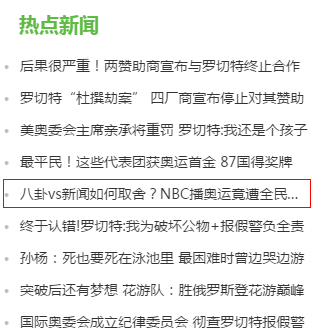 热点新闻
后果很严重！两赞助商宣布与罗切特终止合作
罗切特“杜撰劫案” 四厂商宣布停止对其赞助
美奥委会主席亲承将重罚 罗切特:我还是个孩子
最平民！这些代表团获奥运首金 87国得奖牌
八卦vs新闻如何取舍？NBC播奥运竟遭全民...
终于认错!罗切特:我为破坏公物+报假警负全责
孙杨：死也要死在泳池里 最困难时曾边哭边游
突破后还有梦想 花游队：胜俄罗斯登花游巅峰
国际奥委会成立纪律委员会 彻查罗切特报假警